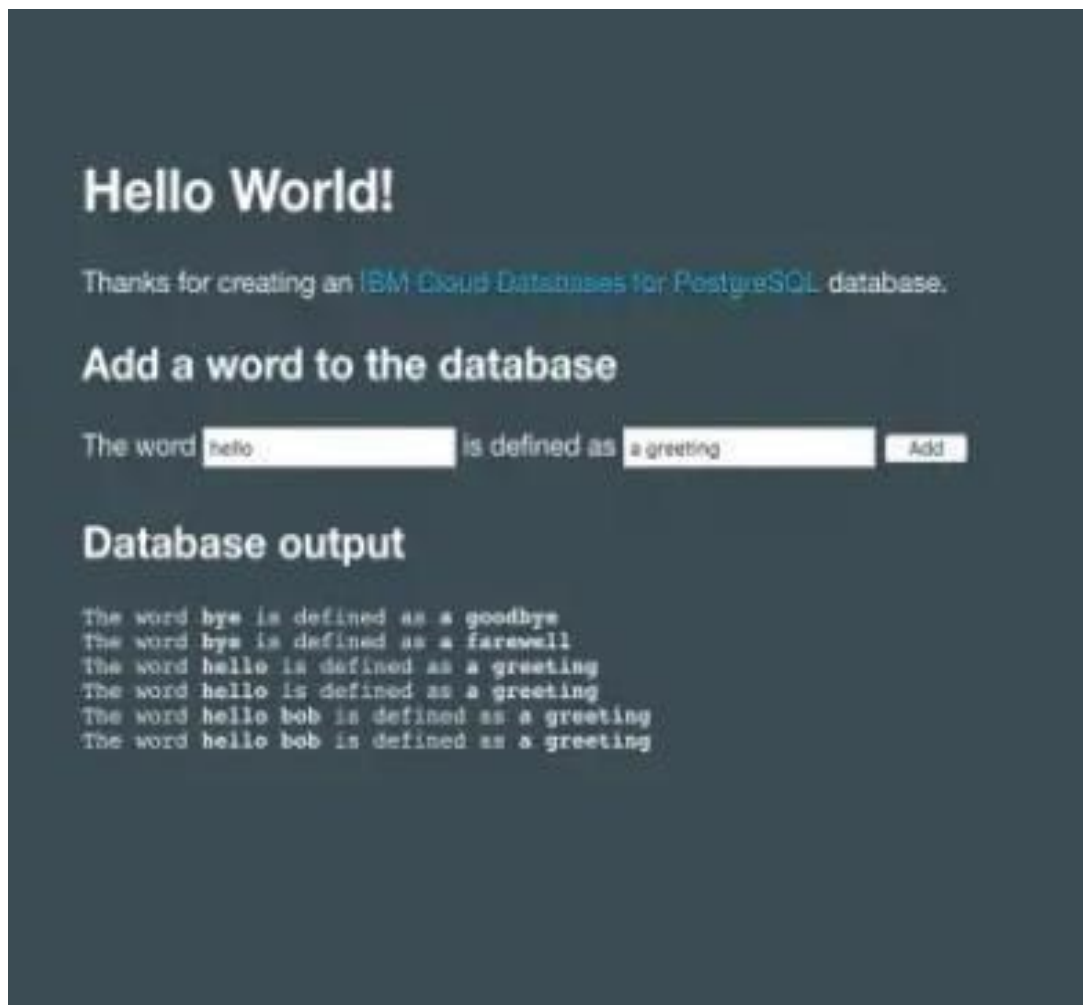 Hello World!
Thanks for creating an IBM Cloud Databases for PostgreSQL database.
Add a word to the database
The word hello is defined as a greeting Add
Database output
The word bye is defined as a goodbye
The word bye is defined as a farewell
The word hello is defined as a greeting
The word hello is defined as a greeting
The word hello bob is defined as a greeting
The word hello bob is defined as a greeting